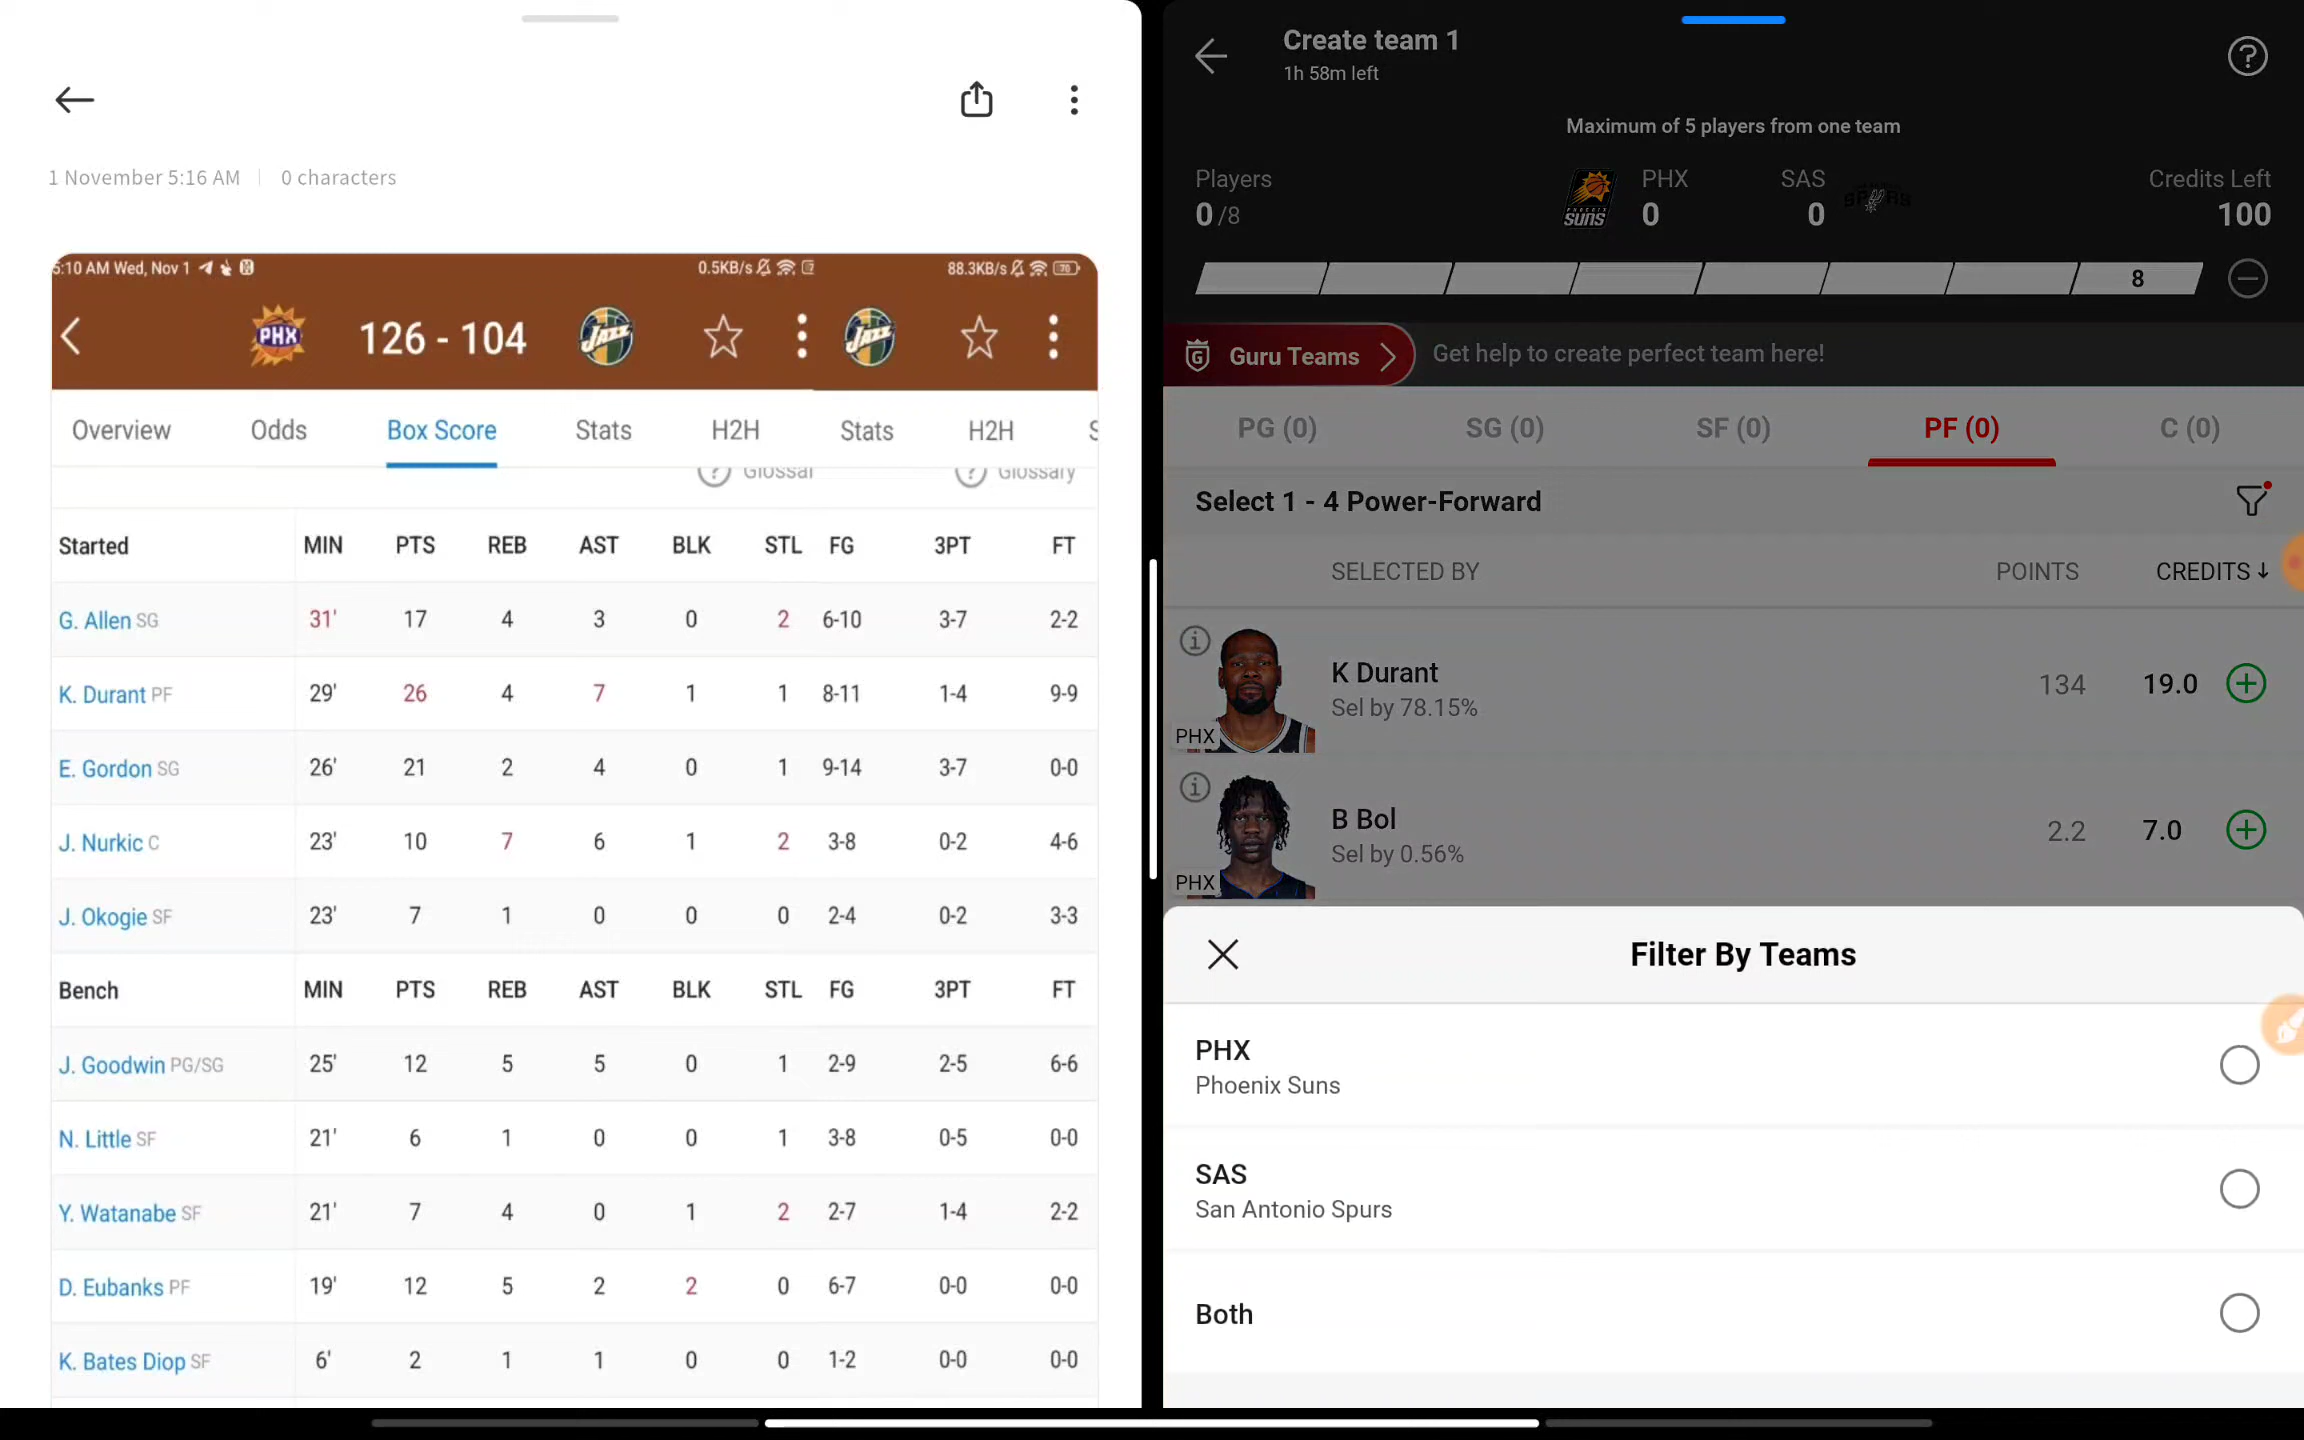 1 November 5:16 AM | 0 characters
5:10 AM Wed, Nov 1 0.5KB/s 88.3KB/s 70
PHX 126 - 104 JAZZ JAZZ
Overview Odds Box Score Stats H2H Stats H2H S
? Glossar ? Glossary
Started MIN PTS REB AST BLK STL FG 3PT FT
G. Allen SG 31' 17 4 3 0 2 6-10 3-7 2-2
K. Durant PF 29' 26 4 7 1 1 8-11 1-4 9-9
E. Gordon SG 26' 21 2 4 0 1 9-14 3-7 0-0
J. Nurkic C 23' 10 7 6 1 2 3-8 0-2 4-6
J. Okogie SF 23' 7 1 0 0 0 2-4 0-2 3-3
Bench MIN PTS REB AST BLK STL FG 3PT FT
J. Goodwin PG/SG 25' 12 5 5 0 1 2-9 2-5 6-6
N. Little SF 21' 6 1 0 0 1 3-8 0-5 0-0
Y. Watanabe SF 21' 7 4 0 1 2 2-7 1-4 2-2
D. Eubanks PF 19' 12 5 2 2 0 6-7 0-0 0-0
K. Bates Diop SF 6' 2 1 1 0 0 1-2 0-0 0-0
Create team 1 ?
1h 58m left
Maximum of 5 players from one team
Players PHX SAS Credits Left
0 /8 PHOENIX SUNS 0 0 SPURS 100
8
G Guru Teams Get help to create perfect team here!
PG (0) SG (0) SF (0) PF (0) C (0)
Select 1 - 4 Power-Forward
SELECTED BY POINTS CREDITS ↓
K Durant 134 19.0
Sel by 78.15%
PHX
B Bol 2.2 7.0
Sel by 0.56%
PHX
Filter By Teams
PHX
Phoenix Suns
SAS
San Antonio Spurs
Both